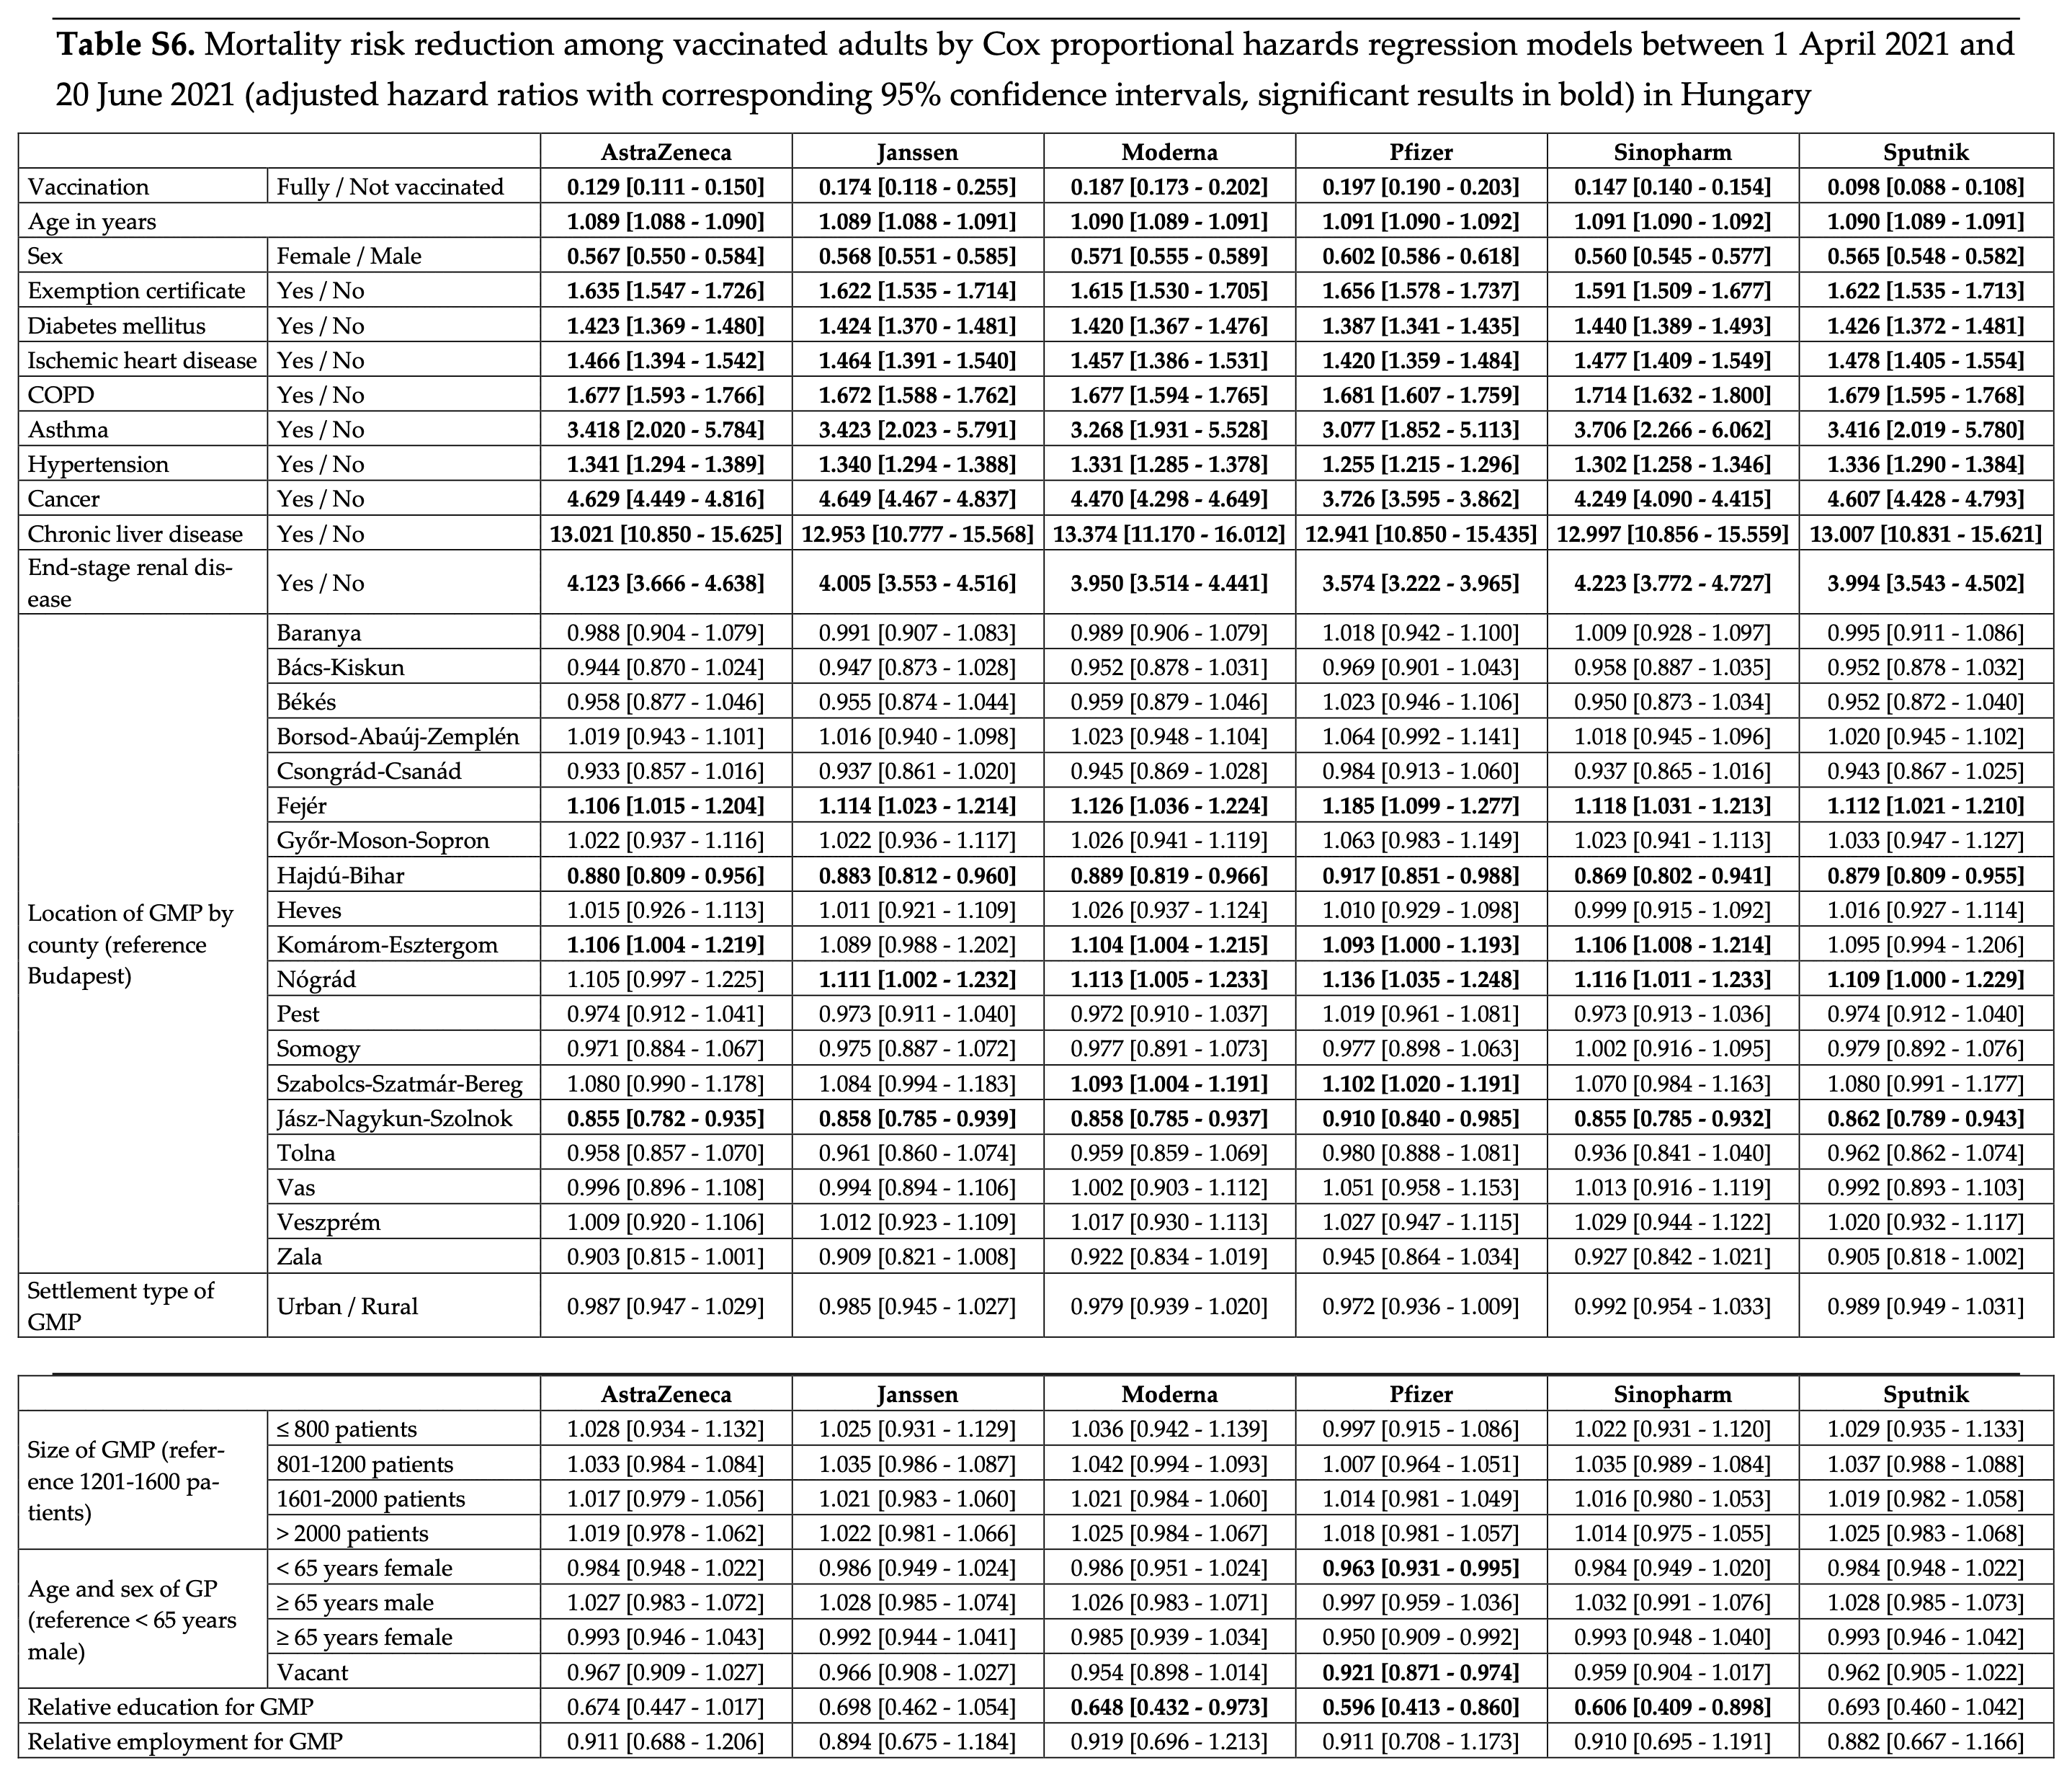 Table S6. Mortality risk reduction among vaccinated adults by Cox proportional hazards regression models between 1 April 2021 and
20 June 2021 (adjusted hazard ratios with corresponding 95% confidence intervals, significant results in bold) in Hungary
AstraZeneca Janssen Moderna Pfizer Sinopharm Sputnik
Vaccination Fully / Not vaccinated 0.129 [0.111 - 0.150] 0.174 [0.118 - 0.255] 0.187 [0.173 - 0.202] 0.197 [0.190 - 0.203] 0.147 [0.140 - 0.154] 0.098 [0.088 - 0.108]
Age in years 1.089 [1.088 - 1.090] 1.089 [1.088 - 1.091] 1.090 [1.089 - 1.091] 1.091 [1.090 - 1.092] 1.091 [1.090 - 1.092] 1.090 [1.089 - 1.091]
Sex Female / Male 0.567 [0.550 - 0.584] 0.568 [0.551 - 0.585] 0.571 [0.555 - 0.589] 0.602 [0.586 - 0.618] 0.560 [0.545 - 0.577] 0.565 [0.548 - 0.582]
Exemption certificate Yes / No 1.635 [1.547 - 1.726] 1.622 [1.535 - 1.714] 1.615 [1.530 - 1.705] 1.656 [1.578 - 1.737] 1.591 [1.509 - 1.677] 1.622 [1.535 - 1.713]
Diabetes mellitus Yes / No 1.423 [1.369 - 1.480] 1.424 [1.370 - 1.481] 1.420 [1.367 - 1.476] 1.387 [1.341 - 1.435] 1.440 [1.389 - 1.493] 1.426 [1.372 - 1.481]
Ischemic heart disease Yes / No 1.466 [1.394 - 1.542] 1.464 [1.391 - 1.540] 1.457 [1.386 - 1.531] 1.420 [1.359 - 1.484] 1.477 [1.409 - 1.549] 1.478 [1.405 - 1.554]
COPD Yes / No 1.677 [1.593 - 1.766] 1.672 [1.588 - 1.762] 1.677 [1.594 - 1.765] 1.681 [1.607 - 1.759] 1.714 [1.632 - 1.800] 1.679 [1.595 - 1.768]
Asthma Yes / No 3.418 [2.020 - 5.784] 3.423 [2.023 - 5.791] 3.268 [1.931 - 5.528] 3.077 [1.852 - 5.113] 3.706 [2.266 - 6.062] 3.416 [2.019 - 5.780]
Hypertension Yes / No 1.341 [1.294 - 1.389] 1.340 [1.294 - 1.388] 1.331 [1.285 - 1.378] 1.255 [1.215 - 1.296] 1.302 [1.258 - 1.346] 1.336 [1.290 - 1.384]
Cancer Yes / No 4.629 [4.449 - 4.816] 4.649 [4.467 - 4.837] 4.470 [4.298 - 4.649] 3.726 [3.595 - 3.862] 4.249 [4.090 - 4.415] 4.607 [4.428 - 4.793]
Chronic liver disease Yes / No 13.021 [10.850 - 15.625] 12.953 [10.777 - 15.568] 13.374 [11.170 - 16.012] 12.941 [10.850 - 15.435] 12.997 [10.856 - 15.559] 13.007 [10.831 - 15.621]
End-stage renal dis-
ease Yes / No 4.123 [3.666 - 4.638] 4.005 [3.553 - 4.516] 3.950 [3.514 - 4.441] 3.574 [3.222 - 3.965] 4.223 [3.772 - 4.727] 3.994 [3.543 - 4.502]
Location of GMP by
county (reference
Budapest)
Baranya 0.988 [0.904 - 1.079] 0.991 [0.907 - 1.083] 0.989 [0.906 - 1.079] 1.018 [0.942 - 1.100] 1.009 [0.928 - 1.097] 0.995 [0.911 - 1.086]
Bács-Kiskun 0.944 [0.870 - 1.024] 0.947 [0.873 - 1.028] 0.952 [0.878 - 1.031] 0.969 [0.901 - 1.043] 0.958 [0.887 - 1.035] 0.952 [0.878 - 1.032]
Békés 0.958 [0.877 - 1.046] 0.955 [0.874 - 1.044] 0.959 [0.879 - 1.046] 1.023 [0.946 - 1.106] 0.950 [0.873 - 1.034] 0.952 [0.872 - 1.040]
Borsod-Abaúj-Zemplén 1.019 [0.943 - 1.101] 1.016 [0.940 - 1.098] 1.023 [0.948 - 1.104] 1.064 [0.992 - 1.141] 1.018 [0.945 - 1.096] 1.020 [0.945 - 1.102]
Csongrád-Csanád 0.933 [0.857 - 1.016] 0.937 [0.861 - 1.020] 0.945 [0.869 - 1.028] 0.984 [0.913 - 1.060] 0.937 [0.865 - 1.016] 0.943 [0.867 - 1.025]
Fejér 1.106 [1.015 - 1.204] 1.114 [1.023 - 1.214] 1.126 [1.036 - 1.224] 1.185 [1.099 - 1.277] 1.118 [1.031 - 1.213] 1.112 [1.021 - 1.210]
Győr-Moson-Sopron 1.022 [0.937 - 1.116] 1.022 [0.936 - 1.117] 1.026 [0.941 - 1.119] 1.063 [0.983 - 1.149] 1.023 [0.941 - 1.113] 1.033 [0.947 - 1.127]
Hajdú-Bihar 0.880 [0.809 - 0.956] 0.883 [0.812 - 0.960] 0.889 [0.819 - 0.966] 0.917 [0.851 - 0.988] 0.869 [0.802 - 0.941] 0.879 [0.809 - 0.955]
Heves 1.015 [0.926 - 1.113] 1.011 [0.921 - 1.109] 1.026 [0.937 - 1.124] 1.010 [0.929 - 1.098] 0.999 [0.915 - 1.092] 1.016 [0.927 - 1.114]
Komárom-Esztergom 1.106 [1.004 - 1.219] 1.089 [0.988 - 1.202] 1.104 [1.004 - 1.215] 1.093 [1.000 - 1.193] 1.106 [1.008 - 1.214] 1.095 [0.994 - 1.206]
Nógrád 1.105 [0.997 - 1.225] 1.111 [1.002 - 1.232] 1.113 [1.005 - 1.233] 1.136 [1.035 - 1.248] 1.116 [1.011 - 1.233] 1.109 [1.000 - 1.229]
Pest 0.974 [0.912 - 1.041] 0.973 [0.911 - 1.040] 0.972 [0.910 - 1.037] 1.019 [0.961 - 1.081] 0.973 [0.913 - 1.036] 0.974 [0.912 - 1.040]
Somogy 0.971 [0.884 - 1.067] 0.975 [0.887 - 1.072] 0.977 [0.891 - 1.073] 0.977 [0.898 - 1.063] 1.002 [0.916 - 1.095] 0.979 [0.892 - 1.076]
Szabolcs-Szatmár-Bereg 1.080 [0.990 - 1.178] 1.084 [0.994 - 1.183] 1.093 [1.004 - 1.191] 1.102 [1.020 - 1.191] 1.070 [0.984 - 1.163] 1.080 [0.991 - 1.177]
Jász-Nagykun-Szolnok 0.855 [0.782 - 0.935] 0.858 [0.785 - 0.939] 0.858 [0.785 - 0.937] 0.910 [0.840 - 0.985] 0.855 [0.785 - 0.932] 0.862 [0.789 - 0.943]
Tolna 0.958 [0.857 - 1.070] 0.961 [0.860 - 1.074] 0.959 [0.859 - 1.069] 0.980 [0.888 - 1.081] 0.936 [0.841 - 1.040] 0.962 [0.862 - 1.074]
Vas 0.996 [0.896 - 1.108] 0.994 [0.894 - 1.106] 1.002 [0.903 - 1.112] 1.051 [0.958 - 1.153] 1.013 [0.916 - 1.119] 0.992 [0.893 - 1.103]
Veszprém 1.009 [0.920 - 1.106] 1.012 [0.923 - 1.109] 1.017 [0.930 - 1.113] 1.027 [0.947 - 1.115] 1.029 [0.944 - 1.122] 1.020 [0.932 - 1.117]
Zala 0.903 [0.815 - 1.001] 0.909 [0.821 - 1.008] 0.922 [0.834 - 1.019] 0.945 [0.864 - 1.034] 0.927 [0.842 - 1.021] 0.905 [0.818 - 1.002]
Settlement type of
GMP Urban / Rural 0.987 [0.947 - 1.029] 0.985 [0.945 - 1.027] 0.979 [0.939 - 1.020] 0.972 [0.936 - 1.009] 0.992 [0.954 - 1.033] 0.989 [0.949 - 1.031]
AstraZeneca Janssen Moderna Pfizer Sinopharm Sputnik
Size of GMP (refer-
ence 1201-1600 pa-
tients)
≤ 800 patients 1.028 [0.934 - 1.132] 1.025 [0.931 - 1.129] 1.036 [0.942 - 1.139] 0.997 [0.915 - 1.086] 1.022 [0.931 - 1.120] 1.029 [0.935 - 1.133]
801-1200 patients 1.033 [0.984 - 1.084] 1.035 [0.986 - 1.087] 1.042 [0.994 - 1.093] 1.007 [0.964 - 1.051] 1.035 [0.989 - 1.084] 1.037 [0.988 - 1.088]
1601-2000 patients 1.017 [0.979 - 1.056] 1.021 [0.983 - 1.060] 1.021 [0.984 - 1.060] 1.014 [0.981 - 1.049] 1.016 [0.980 - 1.053] 1.019 [0.982 - 1.058]
> 2000 patients 1.019 [0.978 - 1.062] 1.022 [0.981 - 1.066] 1.025 [0.984 - 1.067] 1.018 [0.981 - 1.057] 1.014 [0.975 - 1.055] 1.025 [0.983 - 1.068]
Age and sex of GP
(reference < 65 years
male)
< 65 years female 0.984 [0.948 - 1.022] 0.986 [0.949 - 1.024] 0.986 [0.951 - 1.024] 0.963 [0.931 - 0.995] 0.984 [0.949 - 1.020] 0.984 [0.948 - 1.022]
≥ 65 years male 1.027 [0.983 - 1.072] 1.028 [0.985 - 1.074] 1.026 [0.983 - 1.071] 0.997 [0.959 - 1.036] 1.032 [0.991 - 1.076] 1.028 [0.985 - 1.073]
≥ 65 years female 0.993 [0.946 - 1.043] 0.992 [0.944 - 1.041] 0.985 [0.939 - 1.034] 0.950 [0.909 - 0.992] 0.993 [0.948 - 1.040] 0.993 [0.946 - 1.042]
Vacant 0.967 [0.909 - 1.027] 0.966 [0.908 - 1.027] 0.954 [0.898 - 1.014] 0.921 [0.871 - 0.974] 0.959 [0.904 - 1.017] 0.962 [0.905 - 1.022]
Relative education for GMP 0.674 [0.447 - 1.017] 0.698 [0.462 - 1.054] 0.648 [0.432 - 0.973] 0.596 [0.413 - 0.860] 0.606 [0.409 - 0.898] 0.693 [0.460 - 1.042]
Relative employment for GMP 0.911 [0.688 - 1.206] 0.894 [0.675 - 1.184] 0.919 [0.696 - 1.213] 0.911 [0.708 - 1.173] 0.910 [0.695 - 1.191] 0.882 [0.667 - 1.166]